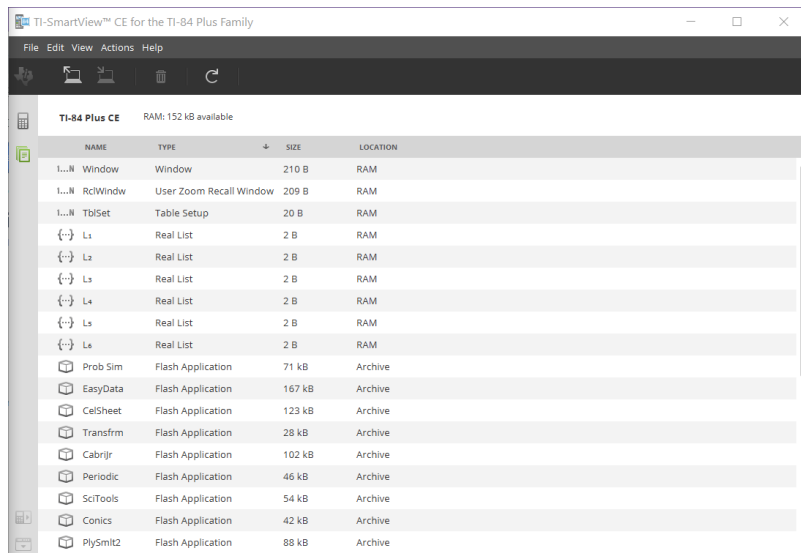 TI-SmartView™ CE for the TI-84 Plus Family
File Edit View Actions Help
TI-84 Plus CE RAM: 152 kB available
NAME TYPE SIZE LOCATION
1...N Window Window 210 B RAM
1...N RclWindw User Zoom Recall Window 209 B RAM
1...N TblSet Table Setup 20 B RAM
{···} L₁ Real List 2 B RAM
{···} L₂ Real List 2 B RAM
{···} L₃ Real List 2 B RAM
{···} L₄ Real List 2 B RAM
{···} L₅ Real List 2 B RAM
{···} L₆ Real List 2 B RAM
Prob Sim Flash Application 71 kB Archive
EasyData Flash Application 167 kB Archive
CelSheet Flash Application 123 kB Archive
Transfrm Flash Application 28 kB Archive
CabriJr Flash Application 102 kB Archive
Periodic Flash Application 46 kB Archive
SciTools Flash Application 54 kB Archive
Conics Flash Application 42 kB Archive
PlySmlt2 Flash Application 88 kB Archive